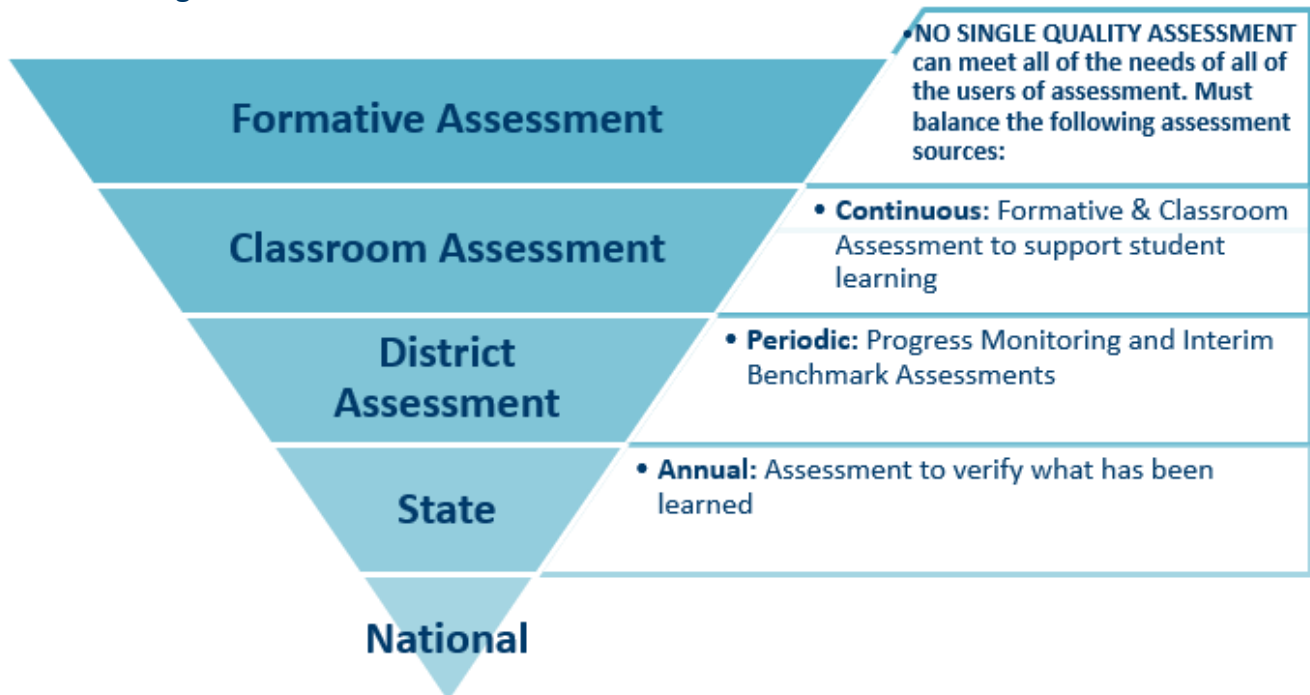 •NO SINGLE QUALITY ASSESSMENT
can meet all of the needs of all of
the users of assessment. Must
balance the following assessment
sources:
Formative Assessment
• Continuous: Formative & Classroom
Assessment to support student
learning
Classroom Assessment
• Periodic: Progress Monitoring and Interim
Benchmark Assessments
District
Assessment
• Annual: Assessment to verify what has been
learned
State
National